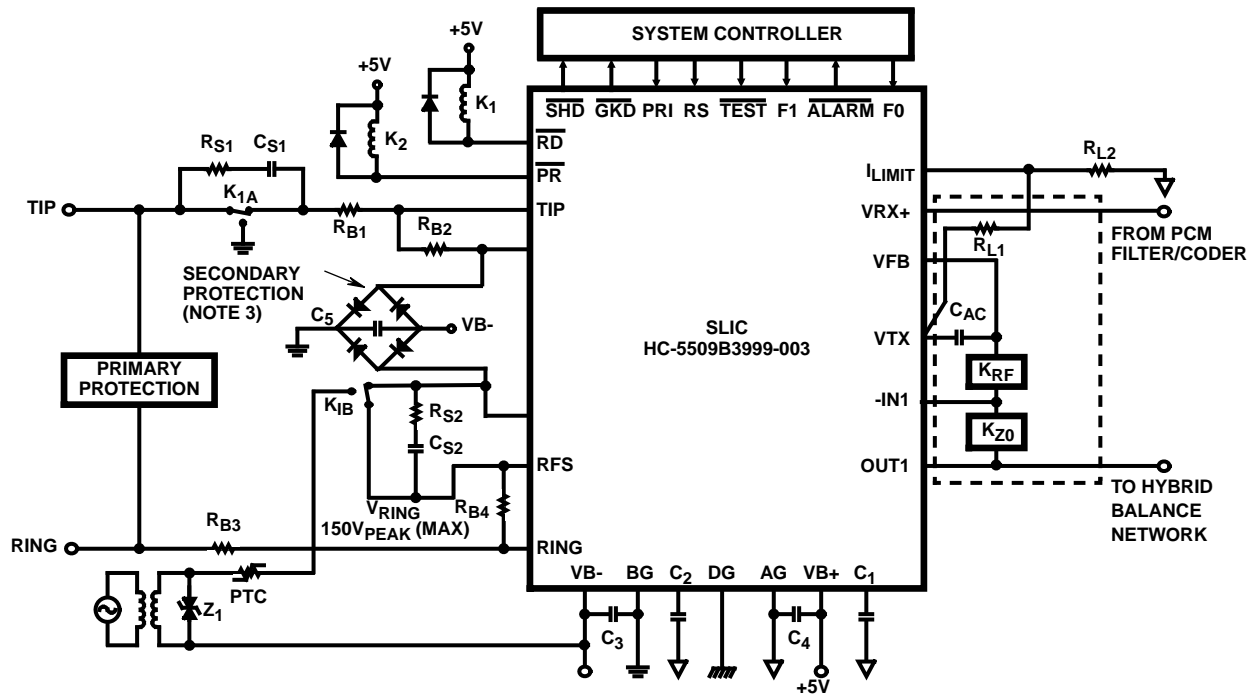 SYSTEM CONTROLLER
+5V
+5V
K1
K2
SHD GKD PRI RS TEST F1 ALARM F0
RD
PR
RS1 CS1
K1A
TIP
TIP
RB1
RB2
ILIMIT
RL2
VRX+
FROM PCM
FILTER/CODER
RL1
VFB
CAC
VTX
SECONDARY
PROTECTION
(NOTE 3)
C5
VB-
SLIC
HC-5509B3999-003
PRIMARY
PROTECTION
KRF
-IN1
KZ0
OUT1
TO HYBRID
BALANCE
NETWORK
KIB
RS2
CS2
RFS
VRING
150VPEAK (MAX)
RB4
RB3
RING
RING
VB- BG C2 DG AG VB+ C1
PTC
Z1
C3
C4
+5V